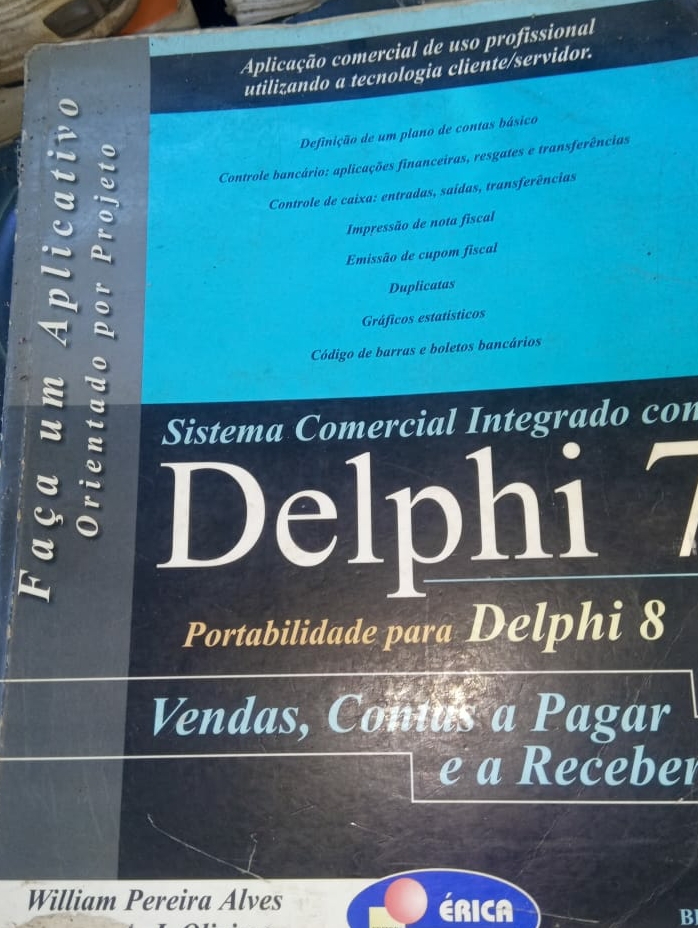 Aplicação comercial de uso profissional
utilizando a tecnologia cliente/servidor.
Definição de um plano de contas básico
Controle bancário: aplicações financeiras, resgates e transferências
Controle de caixa: entradas, saídas, transferências
Impressão de nota fiscal
Emissão de cupom fiscal
Duplicatas
Gráficos estatísticos
Código de barras e boletos bancários
Faça um Aplicativo
Orientado por Projeto
Sistema Comercial Integrado com
Delphi 7
Portabilidade para Delphi 8
Vendas, Contas a Pagar
e a Receber
William Pereira Alves
ÉRICA